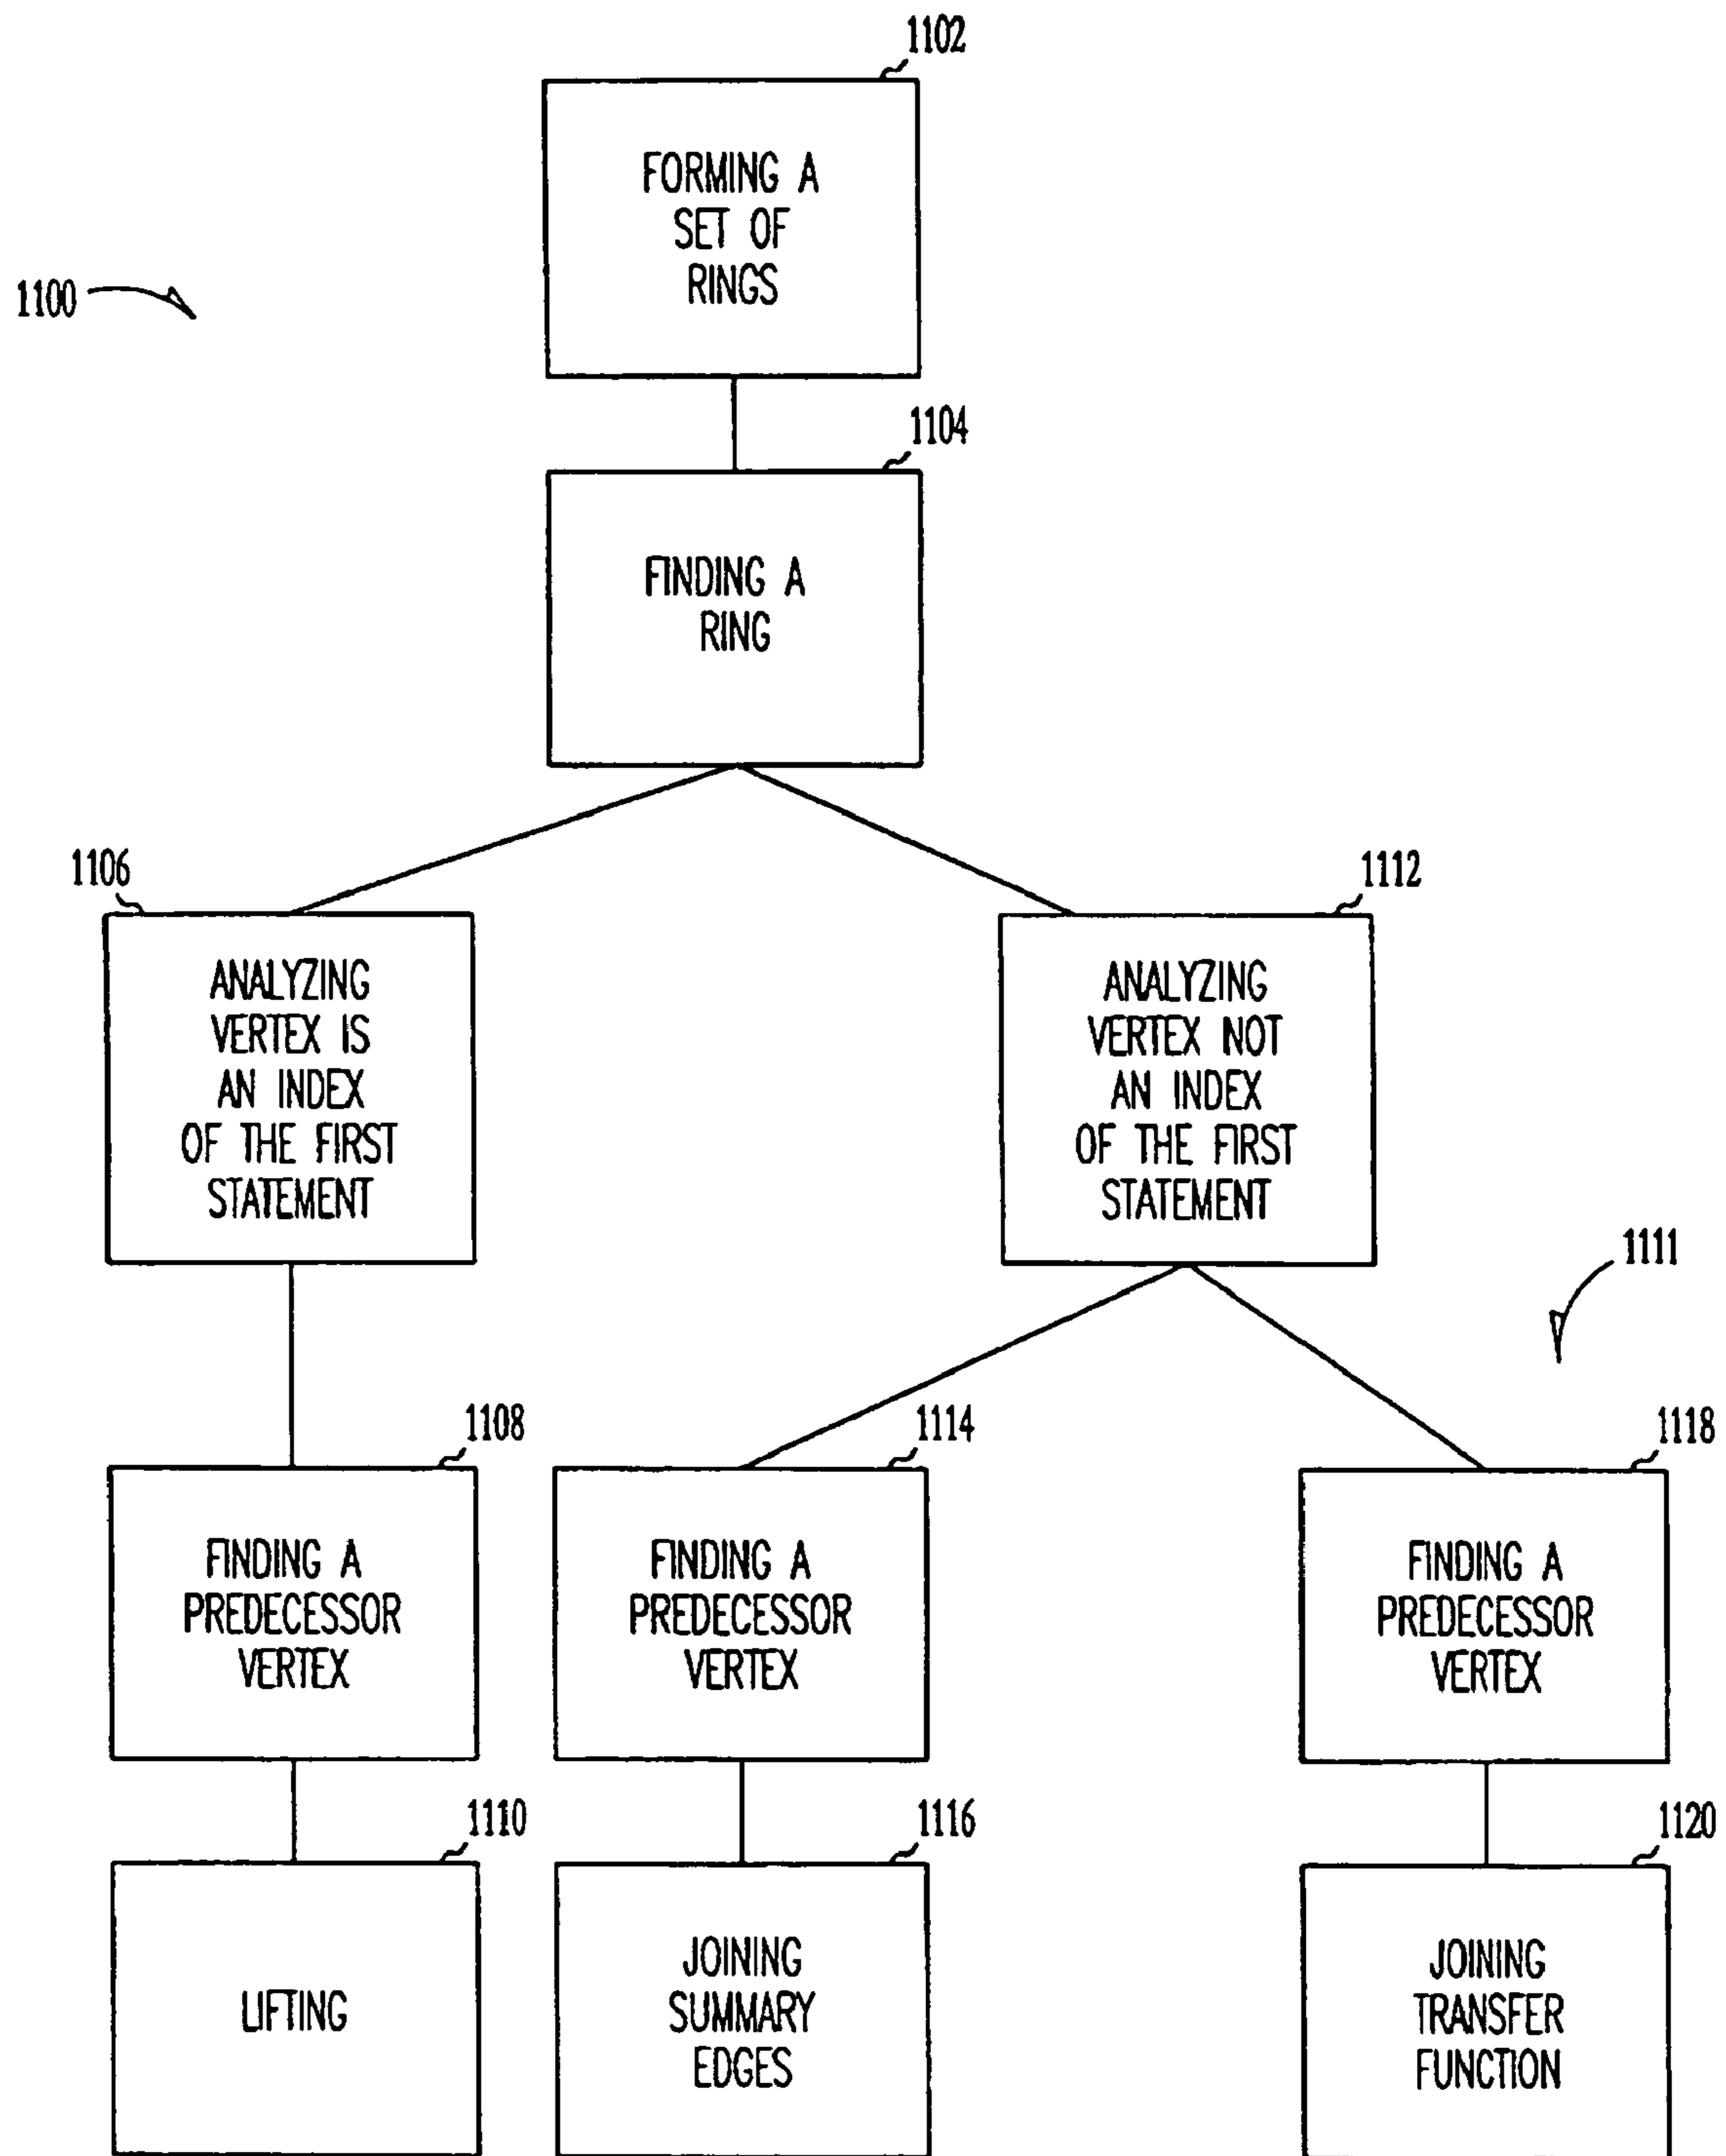 1102
FORMING A
SET OF
RINGS
1100
1104
FINDING A
RING
1106
ANALYZING
VERTEX IS
AN INDEX
OF THE FIRST
STATEMENT
1112
ANALYZING
VERTEX NOT
AN INDEX
OF THE FIRST
STATEMENT
1111
1108
FINDING A
PREDECESSOR
VERTEX
1114
FINDING A
PREDECESSOR
VERTEX
1118
FINDING A
PREDECESSOR
VERTEX
1110
LIFTING
1116
JOINING
SUMMARY
EDGES
1120
JOINING
TRANSFER
FUNCTION